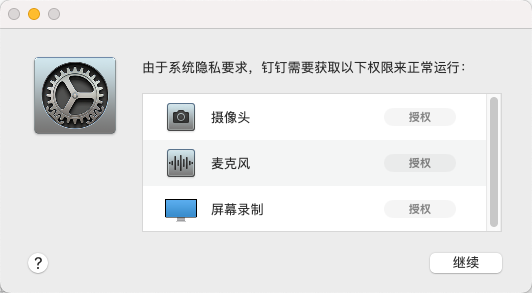 由于系统隐私要求，钉钉需要获取以下权限来正常运行：
摄像头 授权
麦克风 授权
屏幕录制 授权
? 继续